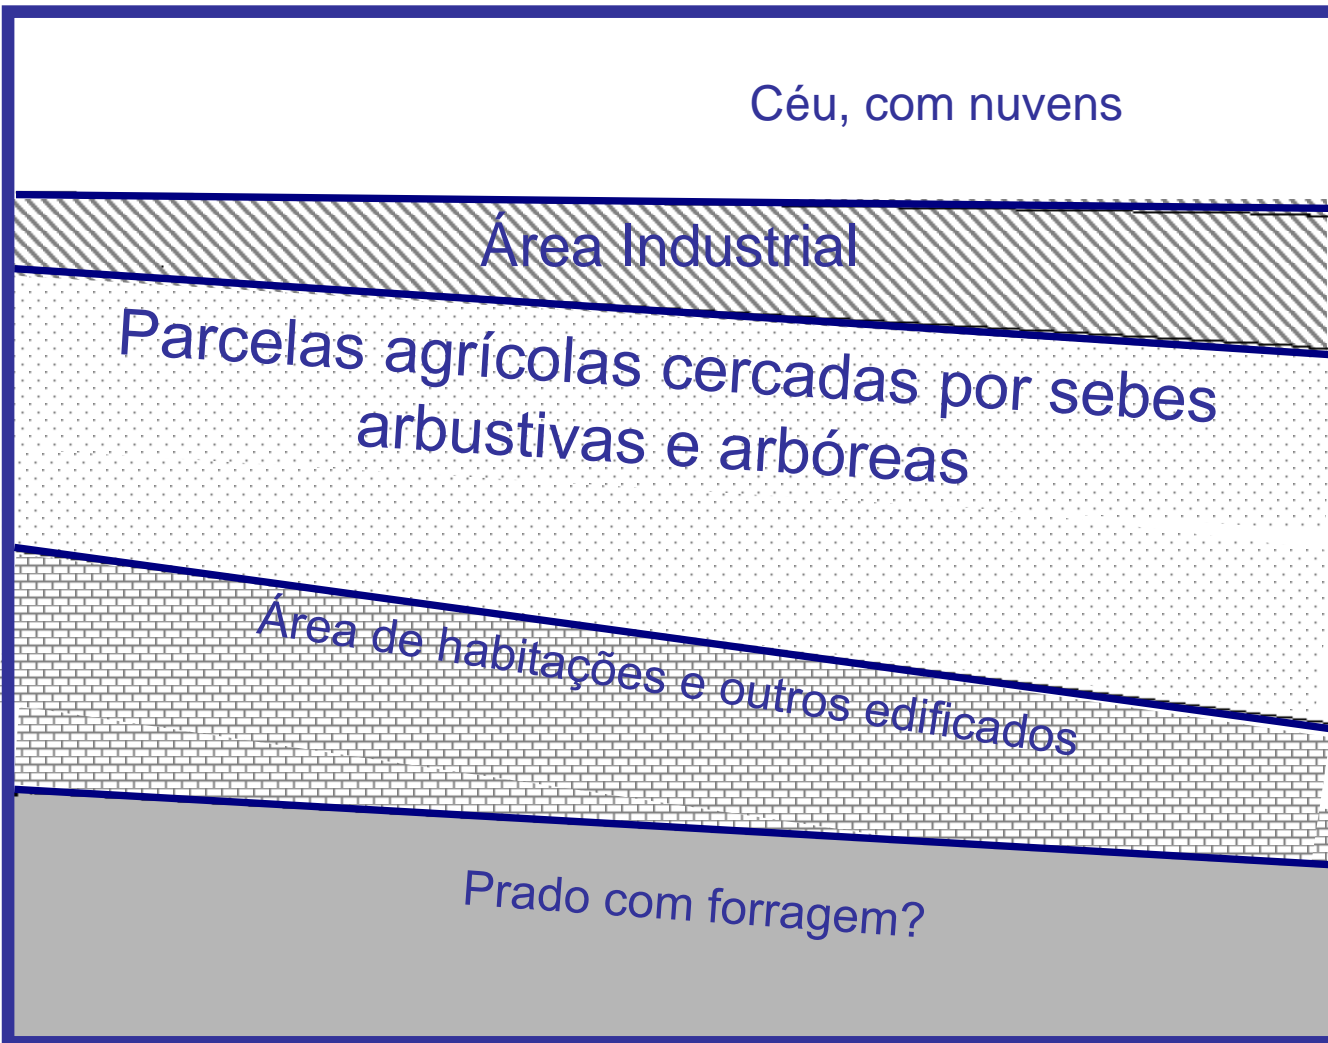 Céu, com nuvens
Área Industrial
Parcelas agrícolas cercadas por sebes
arbustivas e arbóreas
Área de habitações e outros edificados
Prado com forragem?